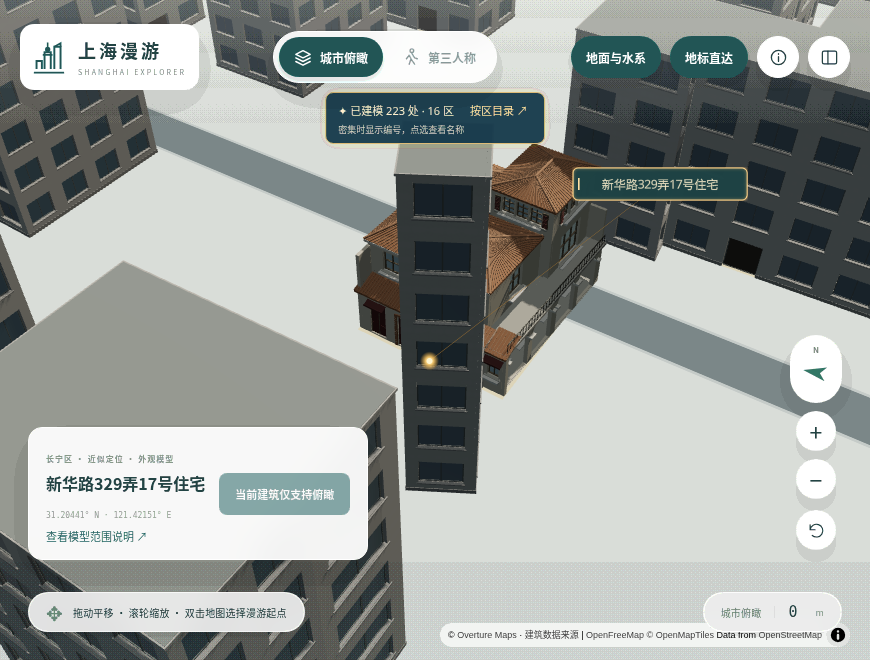 上海漫游
SHANGHAI EXPLORER
城市俯瞰
第三人称
地面与水系
地标直达
✦ 已建模 223 处 · 16 区 按区目录 ↗
密集时显示编号，点选查看名称
新华路329弄17号住宅
N
长宁区 · 近似定位 · 外观模型
新华路329弄17号住宅
当前建筑仅支持俯瞰
31.20441° N · 121.42151° E
查看模型范围说明 ↗
拖动平移 · 滚轮缩放 · 双击地图选择漫游起点
城市俯瞰 0 m
© Overture Maps · 建筑数据来源 | OpenFreeMap © OpenMapTiles Data from OpenStreetMap